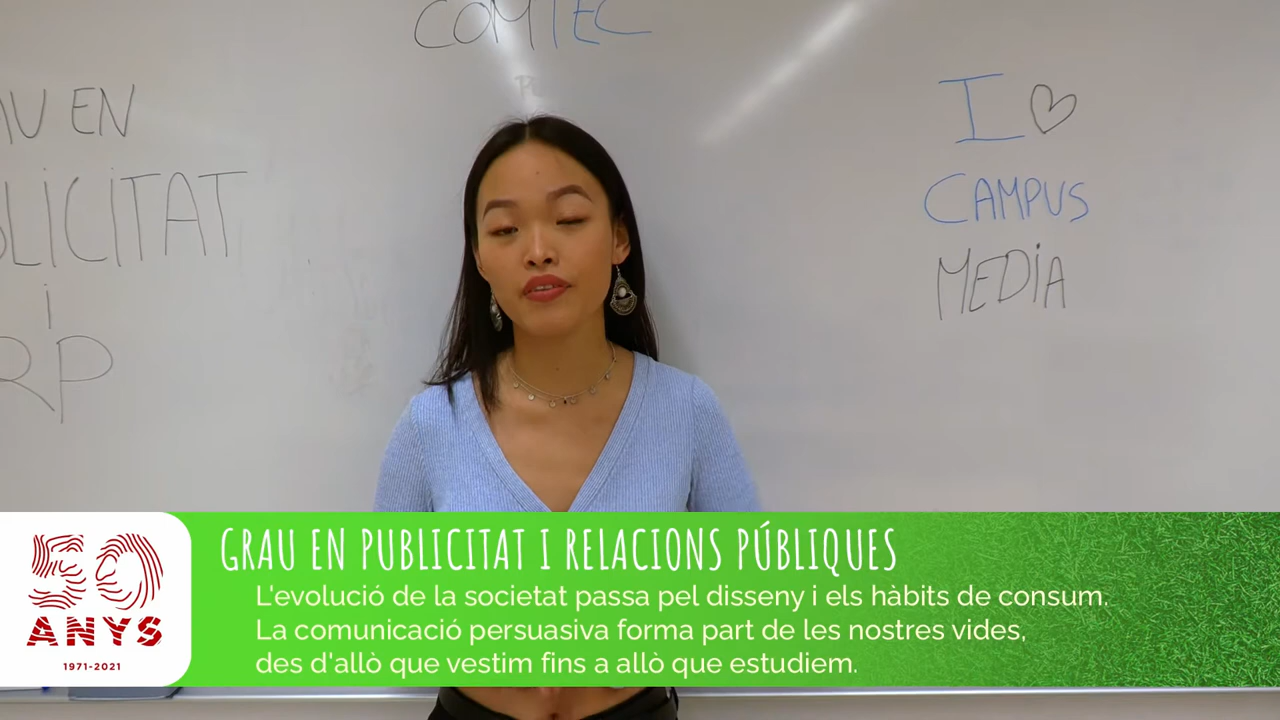 COMTEC
EN
PUBLICITAT
i
RP
I ♡
CAMPUS
MEDIA
50
ANYS
1971-2021
GRAU EN PUBLICITAT I RELACIONS PÚBLIQUES
L'evolució de la societat passa pel disseny i els hàbits de consum.
La comunicació persuasiva forma part de les nostres vides,
des d'allò que vestim fins a allò que estudiem.